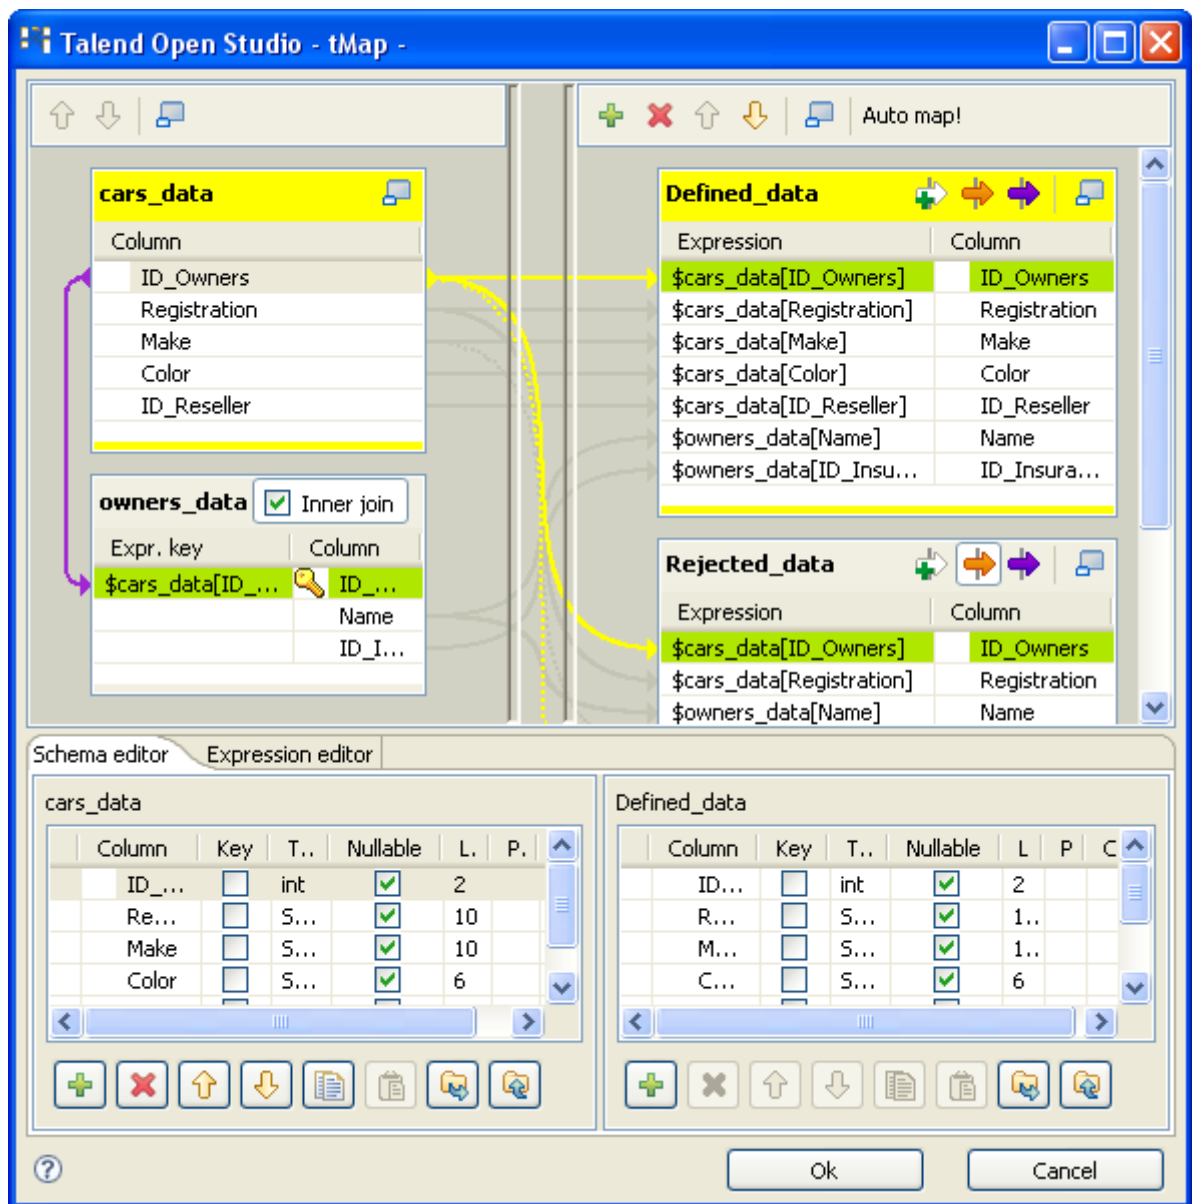 Talend Open Studio - tMap -
Auto map!
cars_data
Column
ID_Owners
Registration
Make
Color
ID_Reseller
owners_data Inner join
Expr. key Column
$cars_data[ID_... ID_...
Name
ID_I...
Defined_data
Expression Column
$cars_data[ID_Owners] ID_Owners
$cars_data[Registration] Registration
$cars_data[Make] Make
$cars_data[Color] Color
$cars_data[ID_Reseller] ID_Reseller
$owners_data[Name] Name
$owners_data[ID_Insu... ID_Insura...
Rejected_data
Expression Column
$cars_data[ID_Owners] ID_Owners
$cars_data[Registration] Registration
$owners_data[Name] Name
Schema editor Expression editor
cars_data
Column Key T.. Nullable L. P.
ID_... int 2
Re... S... 10
Make S... 10
Color S... 6
Defined_data
Column Key T.. Nullable L P C
ID... int 2
R... S... 1..
M... S... 1..
C... S... 6
Ok Cancel